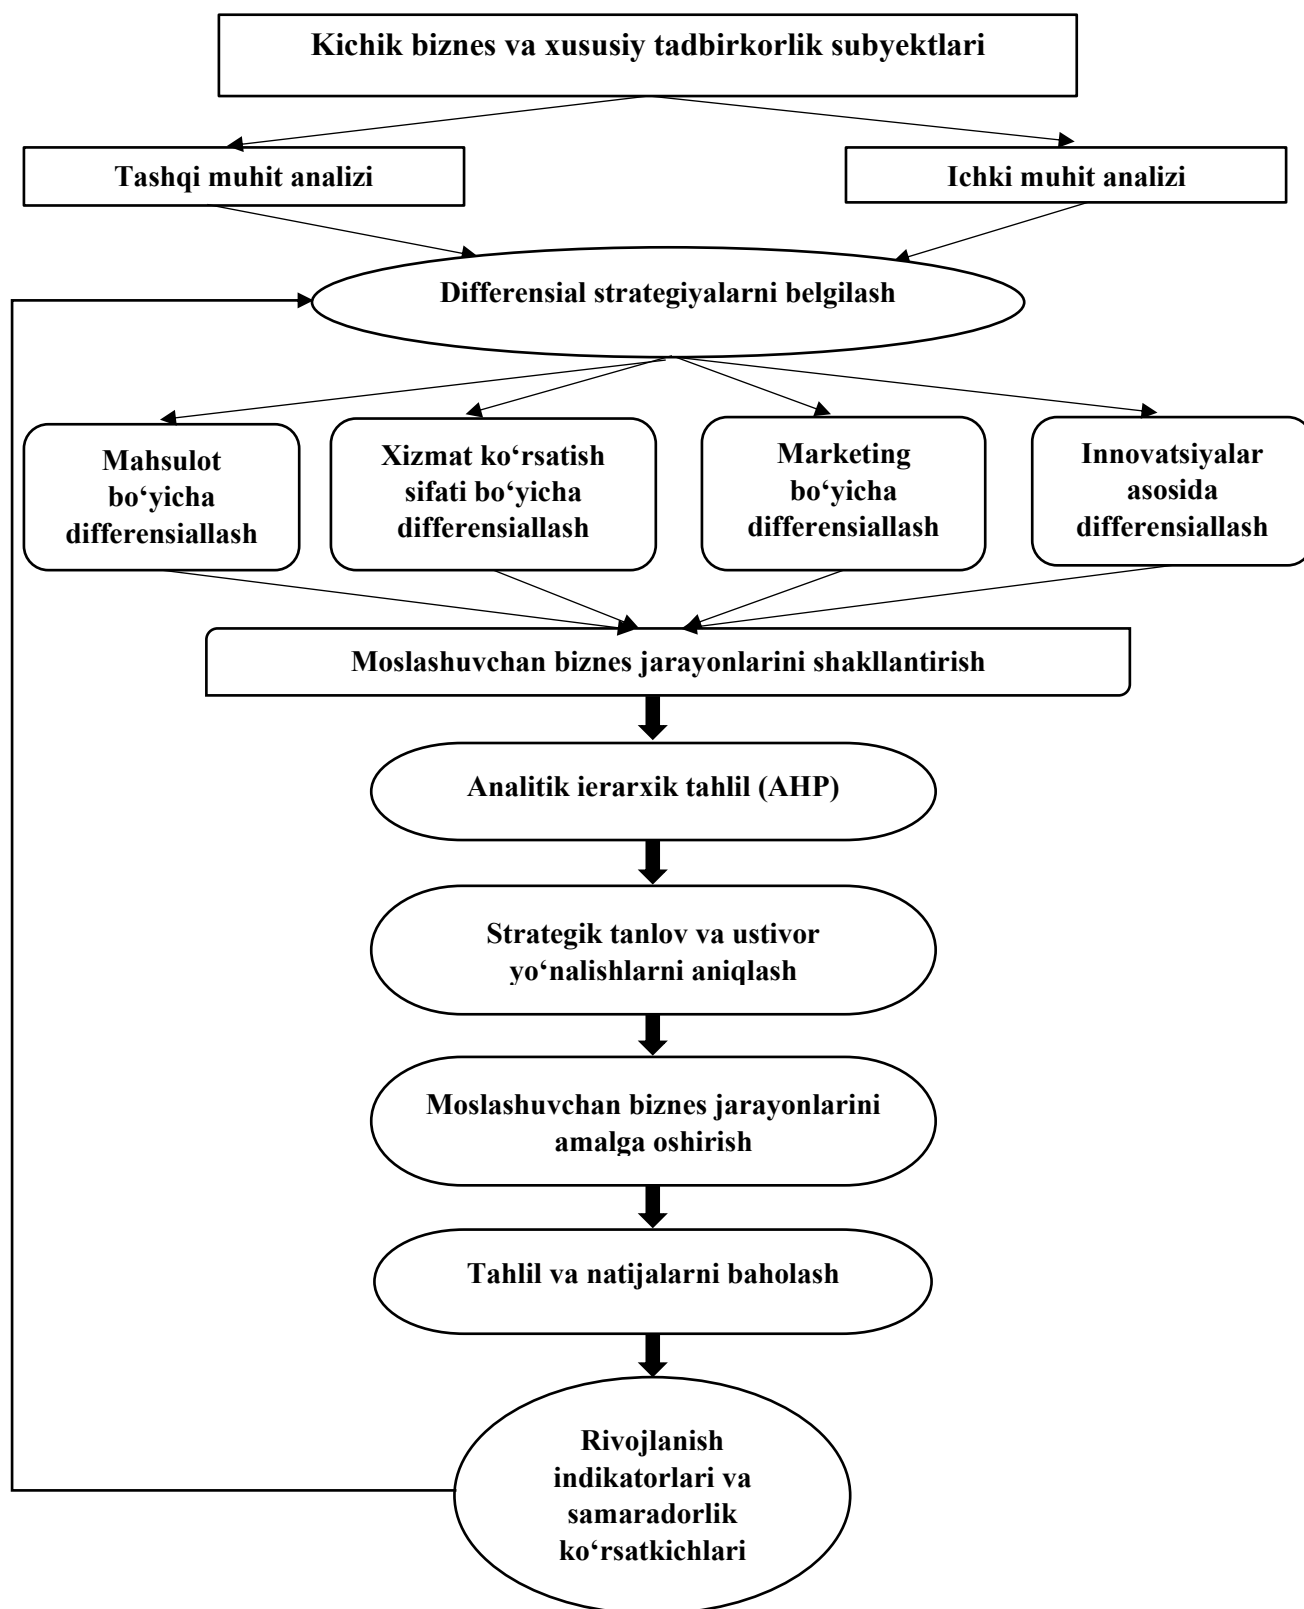 Kichik biznes va xususiy tadbirkorlik subyektlari
Tashqi muhit analizi
Ichki muhit analizi
Differensial strategiyalarni belgilash
Mahsulot
bo‘yicha
differensiallash
Xizmat ko‘rsatish
sifati bo‘yicha
differensiallash
Marketing
bo‘yicha
differensiallash
Innovatsiyalar
asosida
differensiallash
Moslashuvchan biznes jarayonlarini shakllantirish
Analitik ierarxik tahlil (AHP)
Strategik tanlov va ustivor
yo‘nalishlarni aniqlash
Moslashuvchan biznes jarayonlarini
amalga oshirish
Tahlil va natijalarni baholash
Rivojlanish
indikatorlari va
samaradorlik
ko‘rsatkichlari